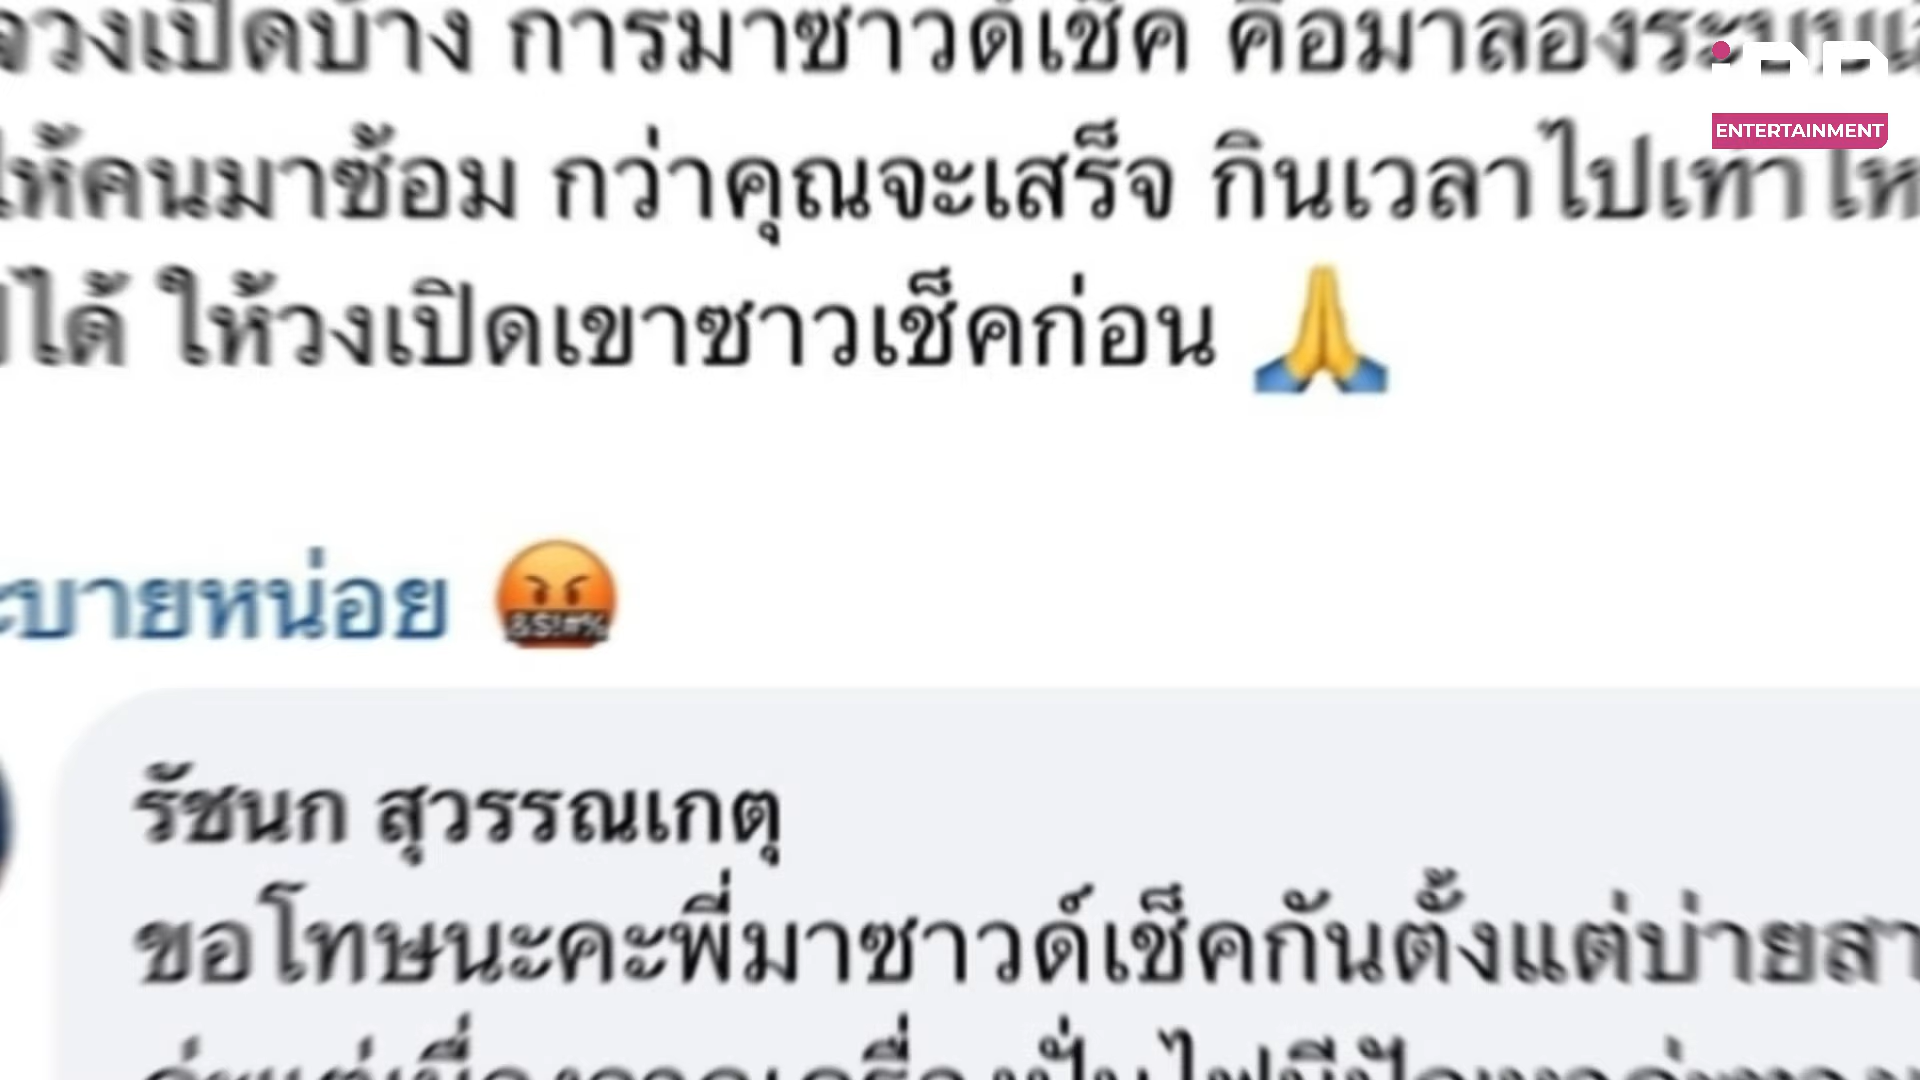 วงเปิดบ้าง การมาซาวด์เช็ค คือมาลองระบบ
ENTERTAINMENT
ให้คนมาซ้อม กว่าคุณจะเสร็จ กินเวลาไปเท่าไห
ได้ ให้วงเปิดเขาซาวเช็คก่อน 🙏
ะบายหน่อย 🤬
รัชนก สุวรรณเกตุ
ขอโทษนะคะพี่มาซาวด์เช็คกันตั้งแต่บ่ายสา